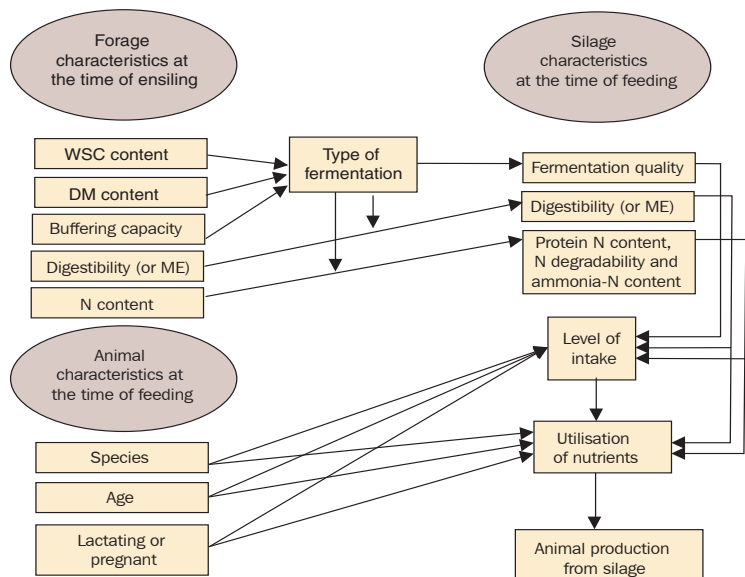 Forage
characteristics at
the time of ensiling
Silage
characteristics
at the time of feeding
WSC content
DM content
Buffering capacity
Digestibility (or ME)
N content
Type of
fermentation
Fermentation quality
Digestibility (or ME)
Protein N content,
N degradability and
ammonia-N content
Animal
characteristics at
the time of feeding
Level of
intake
Species
Age
Lactating or
pregnant
Utilisation
of nutrients
Animal production
from silage